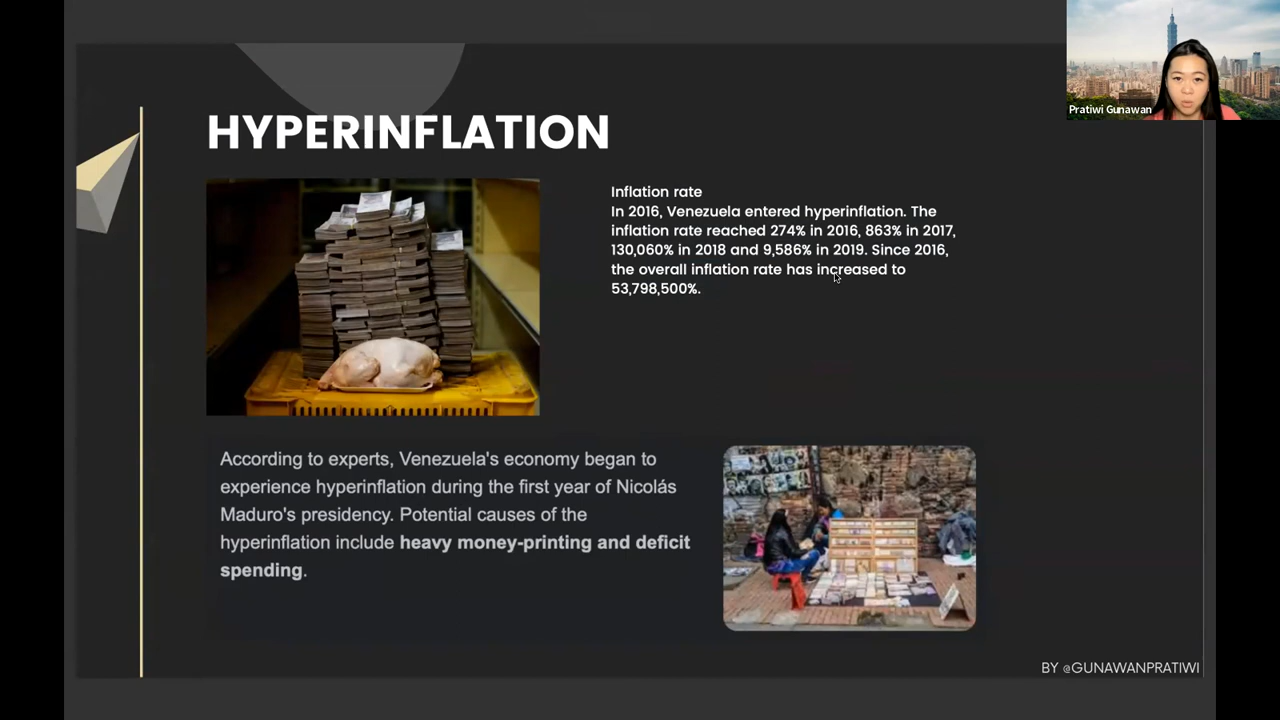 Pratiwi Gunawan
HYPERINFLATION
Inflation rate
In 2016, Venezuela entered hyperinflation. The
inflation rate reached 274% in 2016, 863% in 2017,
130,060% in 2018 and 9,586% in 2019. Since 2016,
the overall inflation rate has increased to
53,798,500%.
According to experts, Venezuela's economy began to
experience hyperinflation during the first year of Nicolás
Maduro's presidency. Potential causes of the
hyperinflation include heavy money-printing and deficit
spending.
BY @GUNAWANPRATIWI